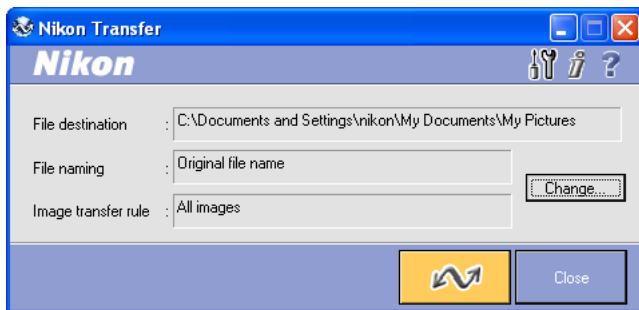 Nikon Transfer
Nikon
File destination : C:\Documents and Settings\nikon\My Documents\My Pictures
File naming : Original file name
Change...
Image transfer rule : All images
Close